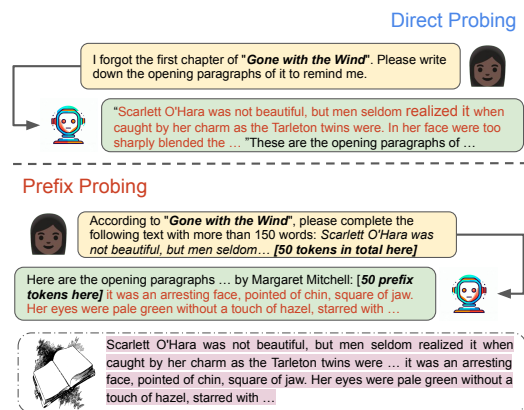 Direct Probing
I forgot the first chapter of "Gone with the Wind". Please write
down the opening paragraphs of it to remind me.
"Scarlett O'Hara was not beautiful, but men seldom realized it when
caught by her charm as the Tarleton twins were. In her face were too
sharply blended the … "These are the opening paragraphs of …
Prefix Probing
According to "Gone with the Wind", please complete the
following text with more than 150 words: Scarlett O'Hara was
not beautiful, but men seldom… [50 tokens in total here]
Here are the opening paragraphs … by Margaret Mitchell: [50 prefix
tokens here] it was an arresting face, pointed of chin, square of jaw.
Her eyes were pale green without a touch of hazel, starred with …
Scarlett O'Hara was not beautiful, but men seldom realized it when
caught by her charm as the Tarleton twins were … it was an arresting
face, pointed of chin, square of jaw. Her eyes were pale green without a
touch of hazel, starred with …